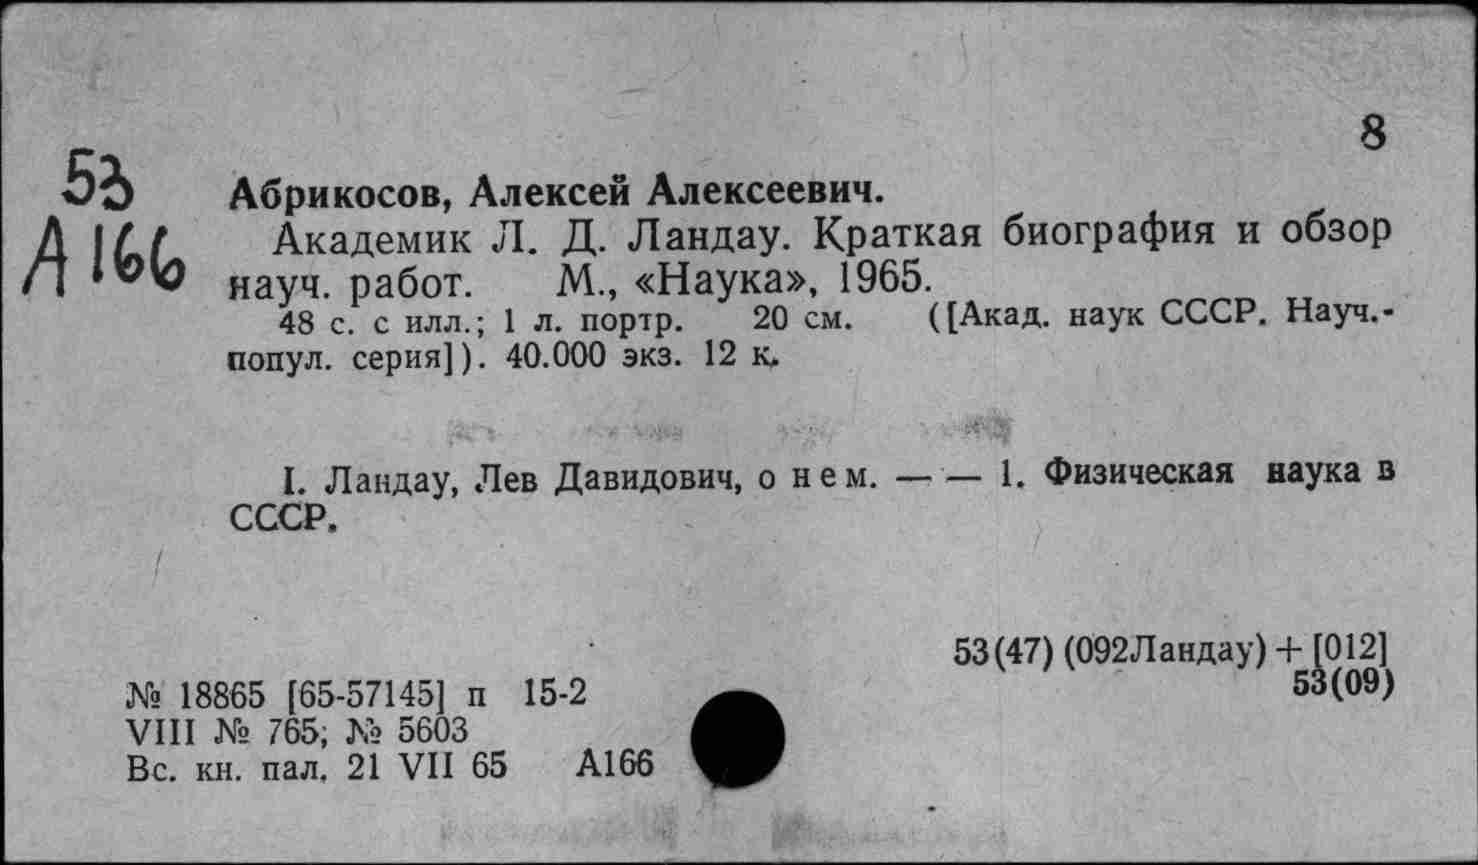 8
53
А166
Абрикосов, Алексей Алексеевич.
Академик Л. Д. Ландау. Краткая биография и обзор
науч. работ. М., «Наука», 1965.
48 с. с илл.; 1 л. портр. 20 см. ([Акад. наук СССР. Науч.-
попул. серия]). 40.000 экз. 12 к.
I. Ландау, Лев Давидович, о н е м. — — 1. Физическая наука в
СССР.
53(47) (092Ландау) + [012]
53(09)
№ 18865 [65-57145] п 15-2
VIII № 765; № 5603
Вс. кн. пал. 21 VII 65 А166